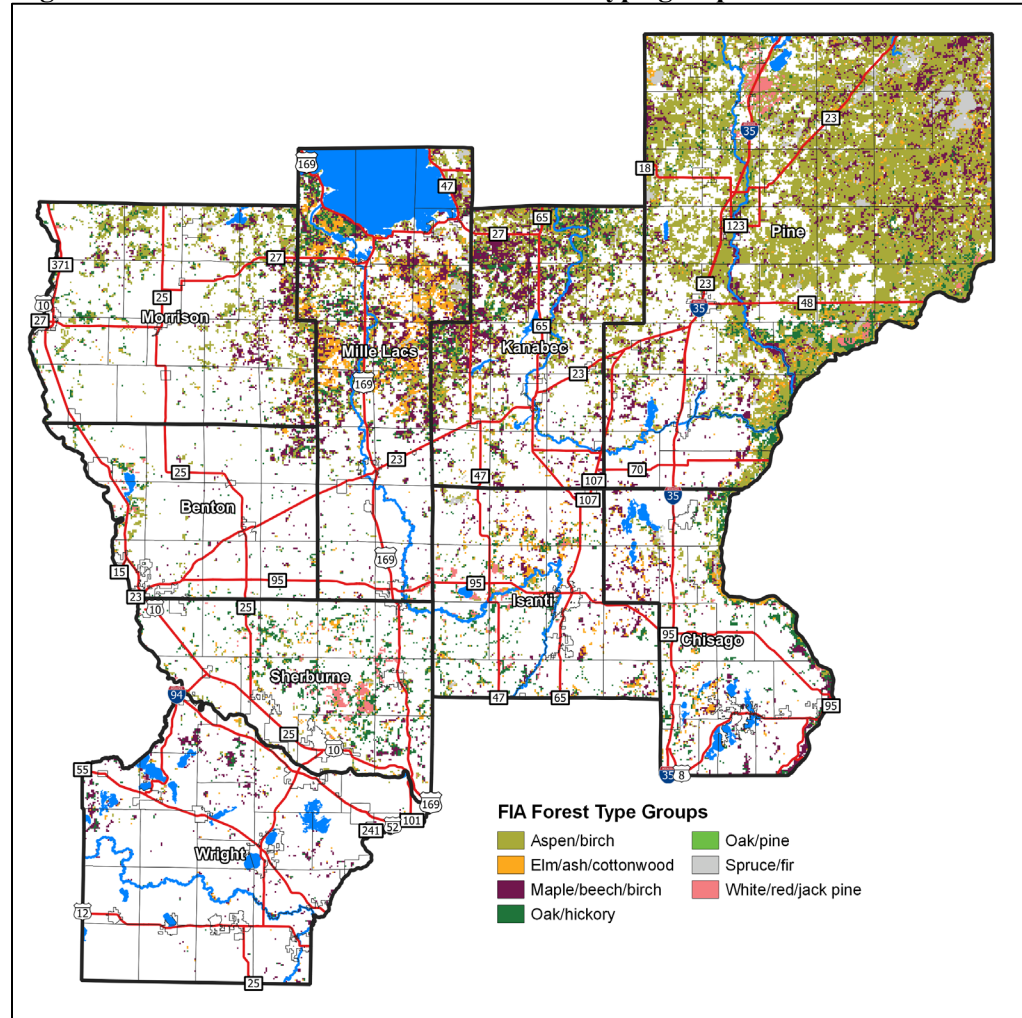 169
47
18
35
23
65
27
123
Pine
371
27
25
23
10
27
Morrison
35
48
65
Mille Lacs
Kanabec
169
23
23
47
70
25
107
35
107
Benton
169
15
95
95
23
10
25
Isanti
95
Chisago
Sherburne
94
47
65
95
25
10
55
35
8
169
FIA Forest Type Groups
101
241
52
Aspen/birch
Oak/pine
Wright
Elm/ash/cottonwood
Spruce/fir
Maple/beech/birch
White/red/jack pine
12
Oak/hickory
25